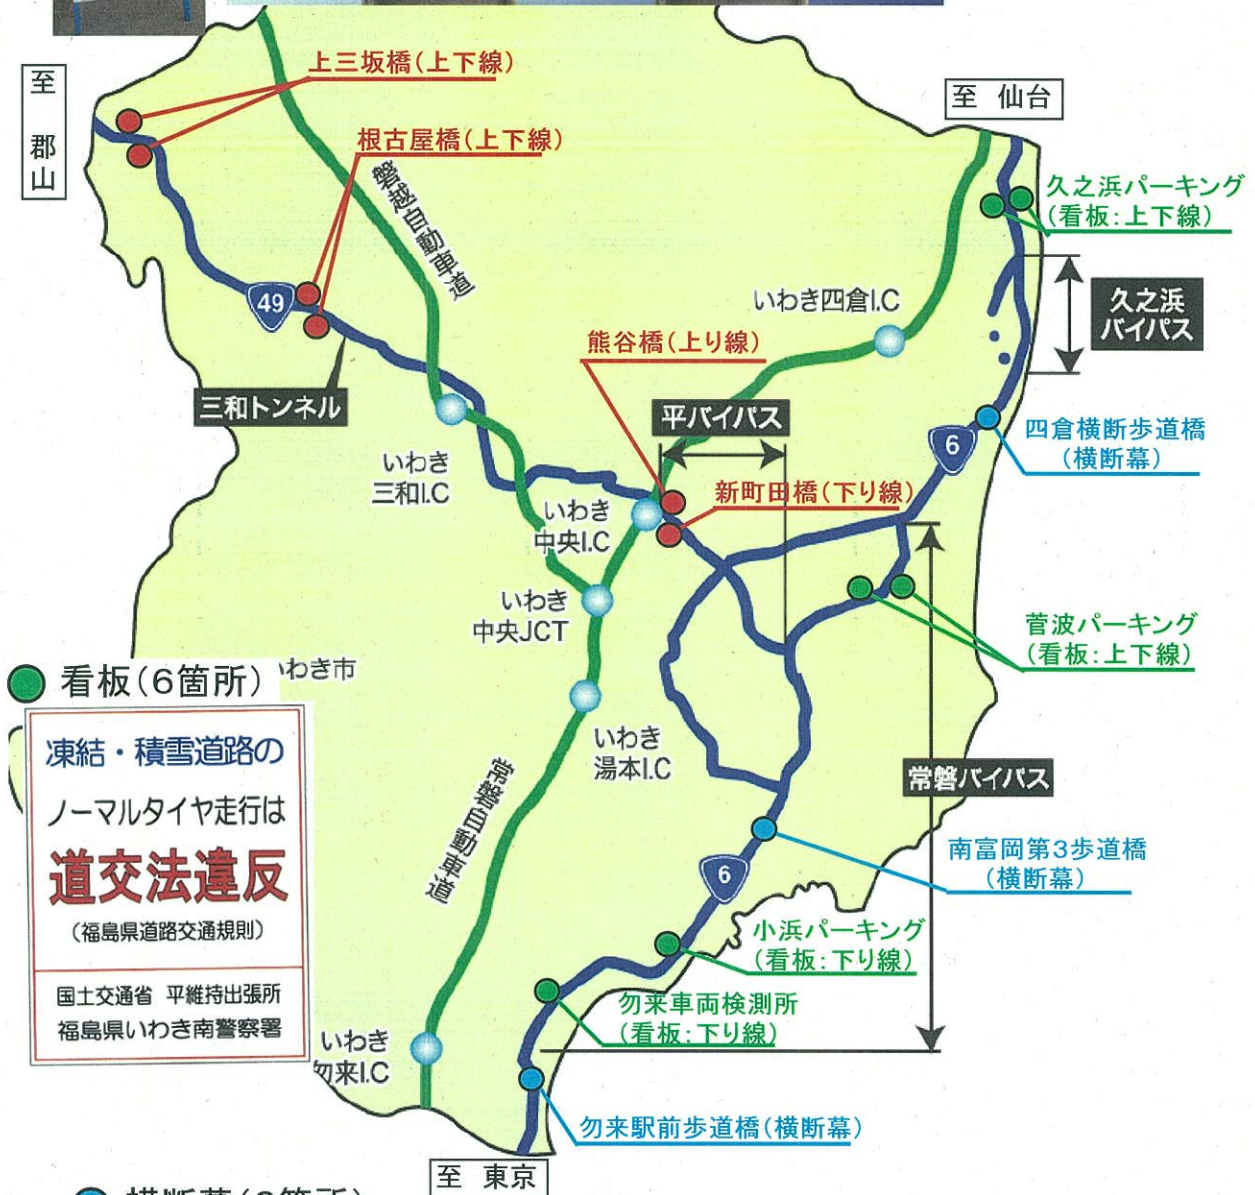 至 郡山
上三坂橋(上下線)
根古屋橋(上下線)
磐越自動車道
至 仙台
久之浜パーキング
(看板:上下線)
49
いわき四倉I.C
久之浜
バイパス
熊谷橋(上り線)
三和トンネル
平バイパス
四倉横断歩道橋
(横断幕)
6
いわき
三和I.C
新町田橋(下り線)
いわき
中央I.C
いわき
中央JCT
菅波パーキング
(看板:上下線)
看板(6箇所)
いわき市
凍結・積雪道路の
ノーマルタイヤ走行は
道交法違反
(福島県道路交通規則)
国土交通省 平維持出張所
福島県いわき南警察署
いわき
湯本I.C
常磐自動車道
常磐バイパス
南富岡第3歩道橋
(横断幕)
6
小浜パーキング
(看板:下り線)
勿来車両検測所
(看板:下り線)
いわき
勿来I.C
勿来駅前歩道橋(横断幕)
至 東京